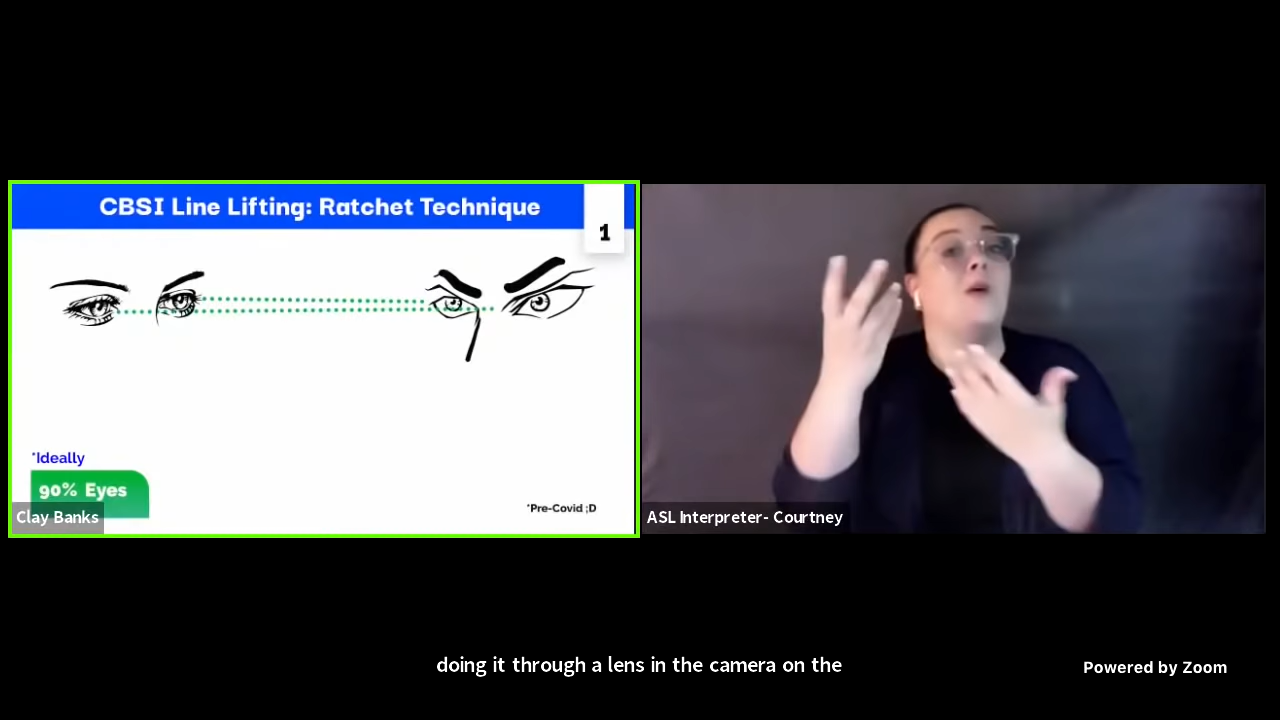 CBSI Line Lifting: Ratchet Technique
1
*Ideally
90% Eyes
*Pre-Covid ;D
Clay Banks
ASL Interpreter- Courtney
doing it through a lens in the camera on the
Powered by Zoom